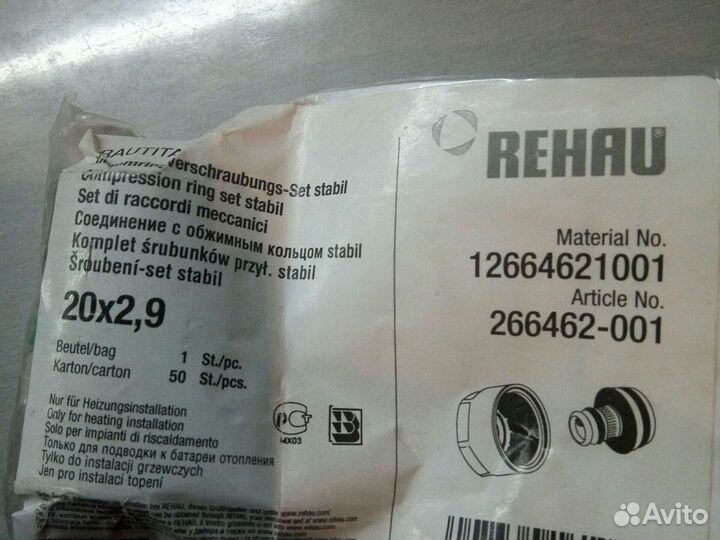 RAUTITA
Verschraubungs-Set stabil
Compression ring set stabil
Set di raccordi meccanici
Соединение с обжимным кольцом stabil
Komplet śrubunków przył. stabil
Šroubení-set stabil
20x2,9
Beutel/bag 1 St./pc.
Karton/carton 50 St./pcs.
Nur für Heizungsinstallation
Only for heating installation
Solo per impianti di riscaldamento
Только для подводки к батареи отопления
Tylko do instalacji grzewczych
Jen pro instalací topení
MX03
REHAU
Material No.
12664621001
Article No.
266462-001
Avito